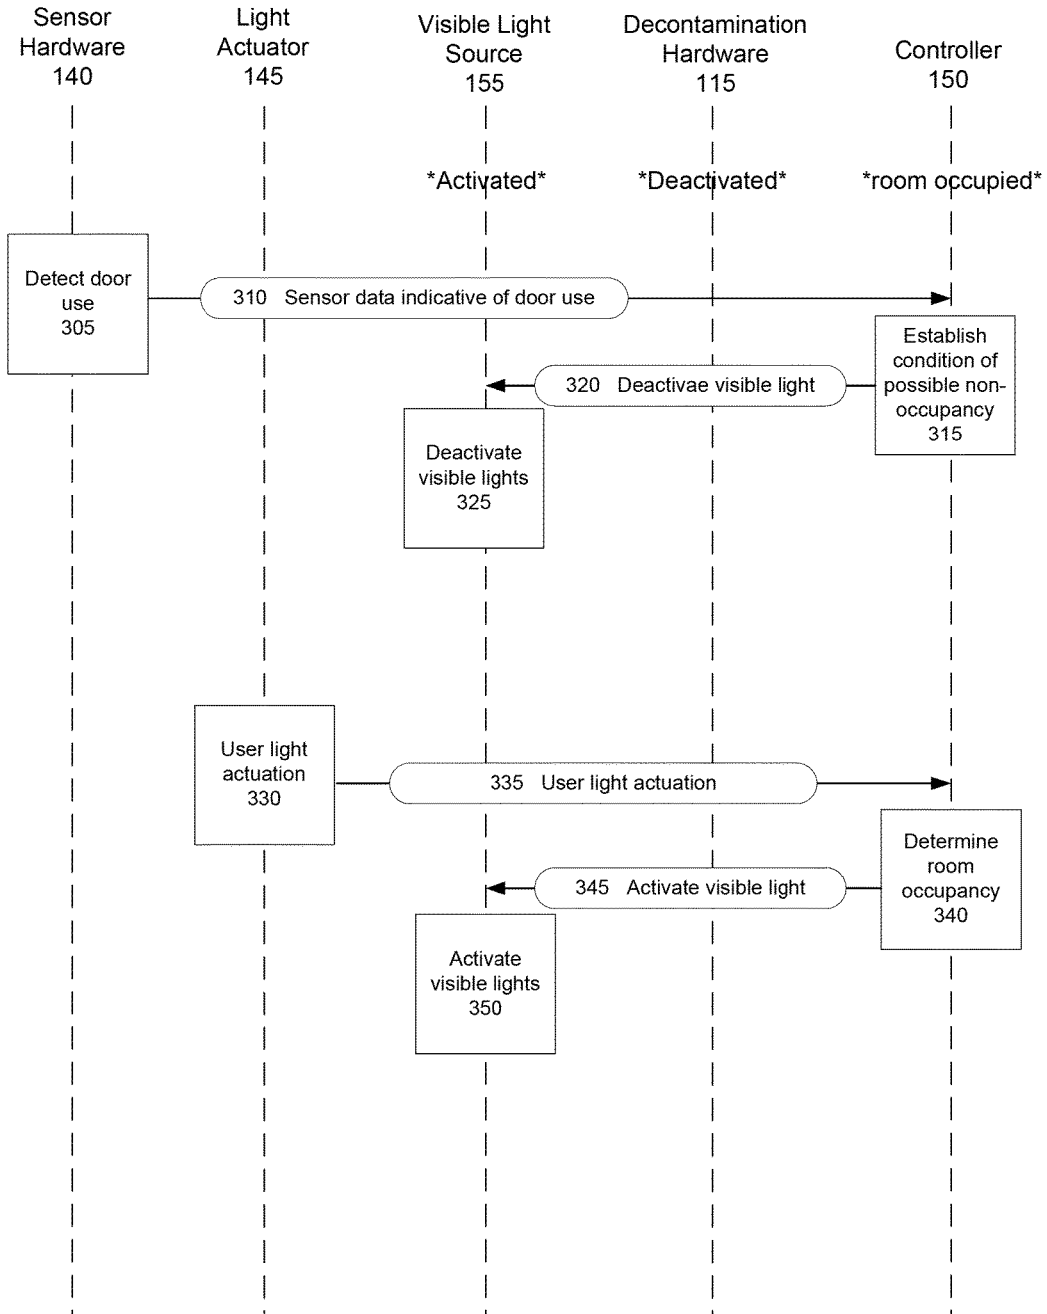 Sensor
Hardware
140
Light
Actuator
145
Visible Light
Source
155
Decontamination
Hardware
115
Controller
150
*Activated*
*Deactivated*
*room occupied*
Detect door
use
305
310 Sensor data indicative of door use
Establish
condition of
possible non-
occupancy
315
320 Deactivae visible light
Deactivate
visible lights
325
User light
actuation
330
335 User light actuation
Determine
room
occupancy
340
345 Activate visible light
Activate
visible lights
350